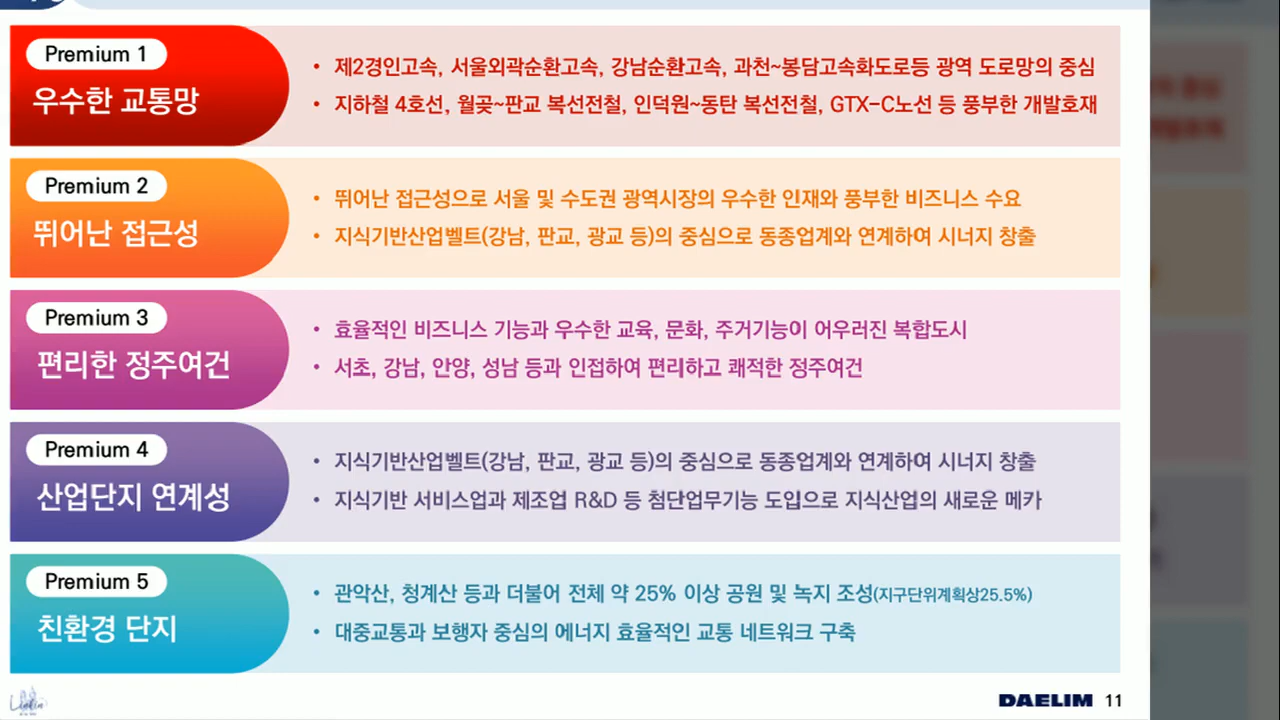 Premium 1
우수한 교통망
• 제2경인고속, 서울외곽순환고속, 강남순환고속, 과천~봉담고속화도로등 광역 도로망의 중심
• 지하철 4호선, 월곶~판교 복선전철, 인덕원~동탄 복선전철, GTX-C노선 등 풍부한 개발호재
Premium 2
뛰어난 접근성
• 뛰어난 접근성으로 서울 및 수도권 광역시장의 우수한 인재와 풍부한 비즈니스 수요
• 지식기반산업벨트(강남, 판교, 광교 등)의 중심으로 동종업계와 연계하여 시너지 창출
Premium 3
편리한 정주여건
• 효율적인 비즈니스 기능과 우수한 교육, 문화, 주거기능이 어우러진 복합도시
• 서초, 강남, 안양, 성남 등과 인접하여 편리하고 쾌적한 정주여건
Premium 4
산업단지 연계성
• 지식기반산업벨트(강남, 판교, 광교 등)의 중심으로 동종업계와 연계하여 시너지 창출
• 지식기반 서비스업과 제조업 R&D 등 첨단업무기능 도입으로 지식산업의 새로운 메카
Premium 5
친환경 단지
• 관악산, 청계산 등과 더불어 전체 약 25% 이상 공원 및 녹지 조성(지구단위계획상25.5%)
• 대중교통과 보행자 중심의 에너지 효율적인 교통 네트워크 구축
DAELIM 11